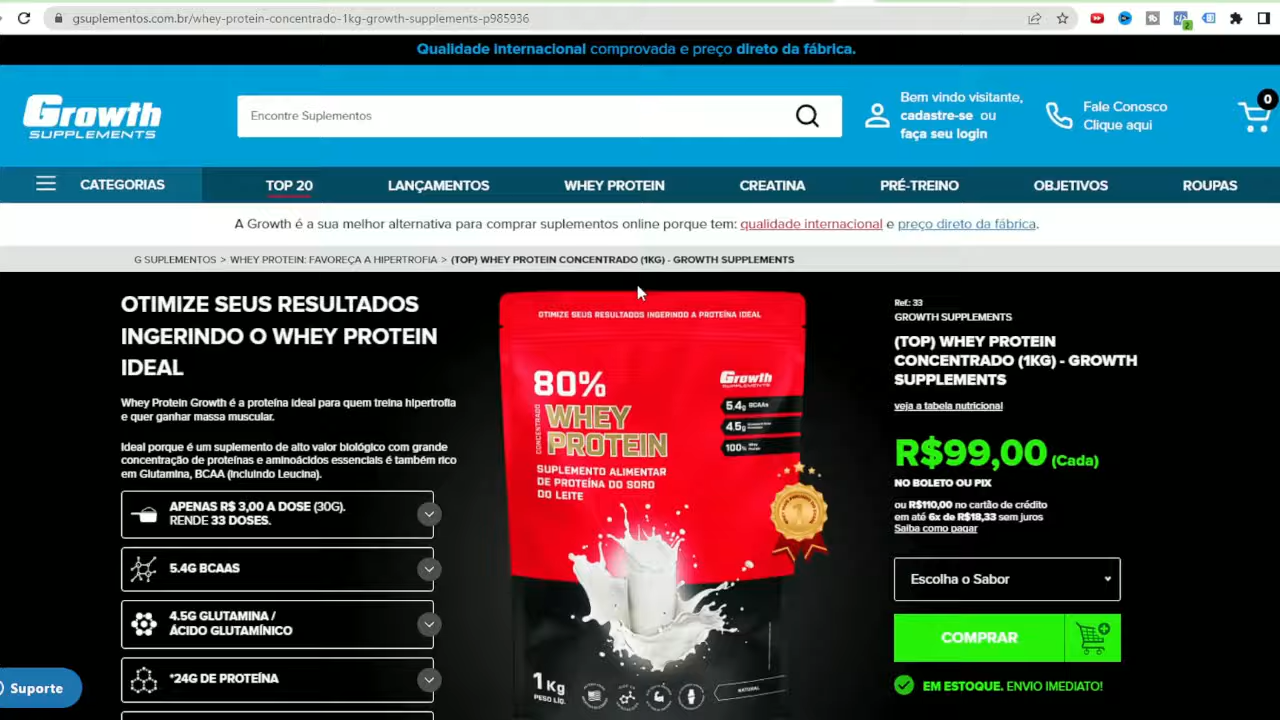 gsuplementos.com.br/whey-protein-concentrado-1kg-growth-supplements-p985936
2
Qualidade internacional comprovada e preço direto da fábrica.
Growth
SUPPLEMENTS
Encontre Suplementos
Bem vindo visitante,
cadastre-se ou
faça seu login
Fale Conosco
Clique aqui
0
CATEGORIAS
TOP 20
LANÇAMENTOS
WHEY PROTEIN
CREATINA
PRÉ-TREINO
OBJETIVOS
ROUPAS
A Growth é a sua melhor alternativa para comprar suplementos online porque tem: qualidade internacional e preço direto da fábrica.
G SUPLEMENTOS > WHEY PROTEIN: FAVOREÇA A HIPERTROFIA > (TOP) WHEY PROTEIN CONCENTRADO (1KG) - GROWTH SUPPLEMENTS
OTIMIZE SEUS RESULTADOS
INGERINDO O WHEY PROTEIN
IDEAL
Whey Protein Growth é a proteína ideal para quem treina hipertrofia
e quer ganhar massa muscular.
Ideal porque é um suplemento de alto valor biológico com grande
concentração de proteínas e aminoácidos essenciais é também rico
em Glutamina, BCAA (incluindo Leucina).
APENAS R$ 3,00 A DOSE (30G).
RENDE 33 DOSES.
5.4G BCAAS
4.5G GLUTAMINA /
ÁCIDO GLUTAMÍNICO
*24G DE PROTEÍNA
Suporte
OTIMIZE SEUS RESULTADOS INGERINDO A PROTEÍNA IDEAL
80%
CONCENTRADO
WHEY
PROTEIN
SUPLEMENTO ALIMENTAR
DE PROTEÍNA DO SORO
DO LEITE
Growth
SUPPLEMENTS
5.4g BCAAs
4.5g
100% Whey Protein
1
1Kg
PESO LÍQ.
NATURAL
Ref.: 33
GROWTH SUPPLEMENTS
(TOP) WHEY PROTEIN
CONCENTRADO (1KG) - GROWTH
SUPPLEMENTS
veja a tabela nutricional
R$99,00 (Cada)
NO BOLETO OU PIX
ou R$110,00 no cartão de crédito
em até 6x de R$18,33 sem juros
Saiba como pagar
Escolha o Sabor
COMPRAR
EM ESTOQUE. ENVIO IMEDIATO!